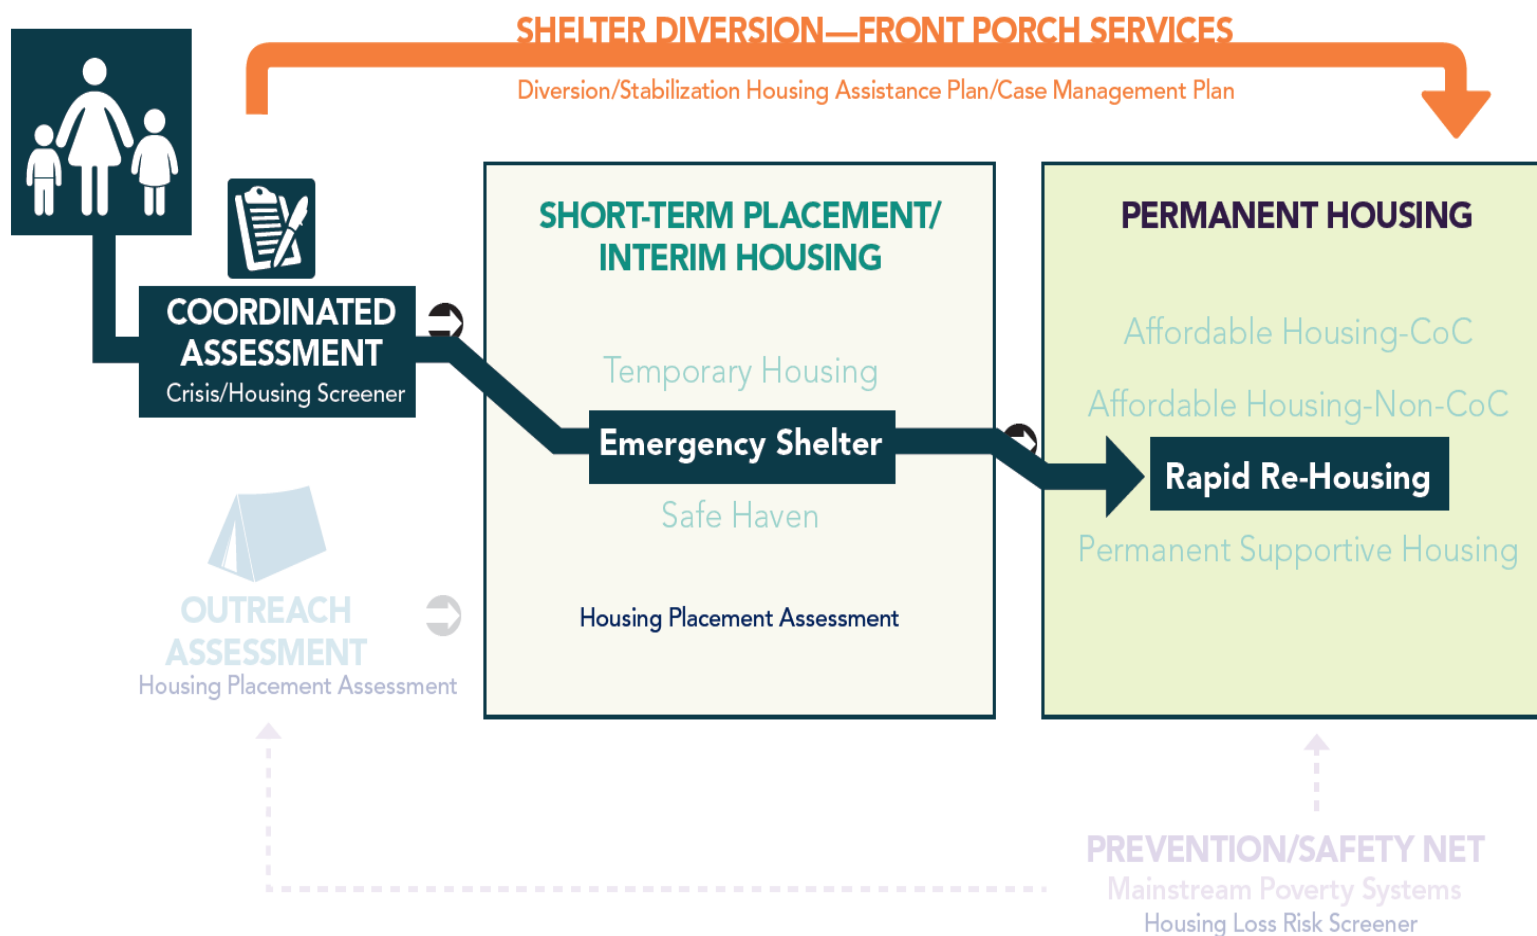 SHELTER DIVERSION—FRONT PORCH SERVICES
Diversion/Stabilization Housing Assistance Plan/Case Management Plan
COORDINATED
ASSESSMENT
Crisis/Housing Screener
OUTREACH
ASSESSMENT
Housing Placement Assessment
SHORT-TERM PLACEMENT/
INTERIM HOUSING
Temporary Housing
Emergency Shelter
Safe Haven
Housing Placement Assessment
PERMANENT HOUSING
Affordable Housing-CoC
Affordable Housing-Non-CoC
Rapid Re-Housing
Permanent Supportive Housing
PREVENTION/SAFETY NET
Mainstream Poverty Systems
Housing Loss Risk Screener